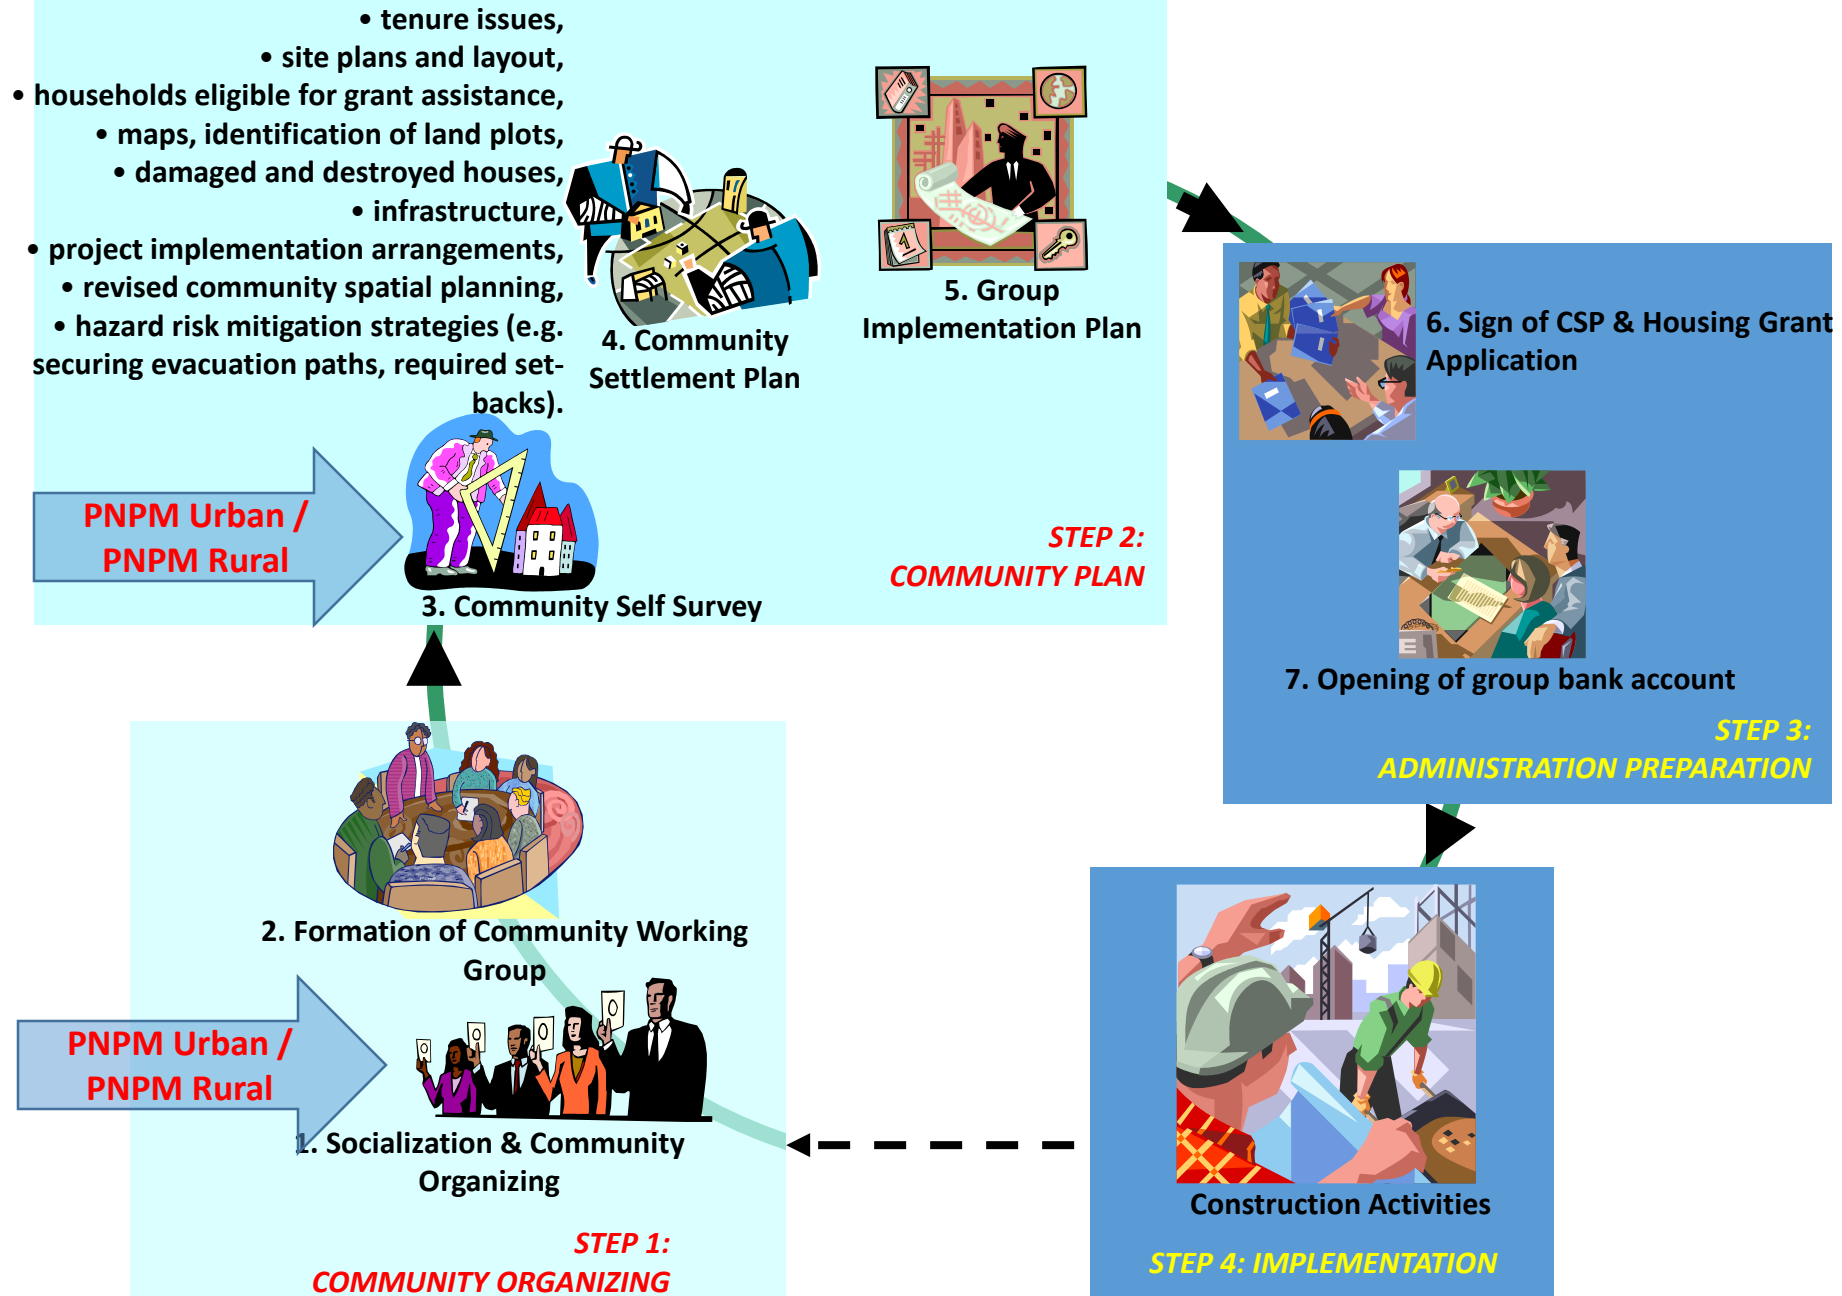 • tenure issues,
• site plans and layout,
• households eligible for grant assistance,
• maps, identification of land plots,
• damaged and destroyed houses,
• infrastructure,
• project implementation arrangements,
• revised community spatial planning,
• hazard risk mitigation strategies (e.g.
securing evacuation paths, required set-
backs).
4. Community
Settlement Plan
5. Group
Implementation Plan
PNPM Urban /
PNPM Rural
3. Community Self Survey
STEP 2:
COMMUNITY PLAN
6. Sign of CSP & Housing Grant
Application
7. Opening of group bank account
STEP 3:
ADMINISTRATION PREPARATION
2. Formation of Community Working
Group
PNPM Urban /
PNPM Rural
1. Socialization & Community
Organizing
STEP 1:
COMMUNITY ORGANIZING
Construction Activities
STEP 4: IMPLEMENTATION